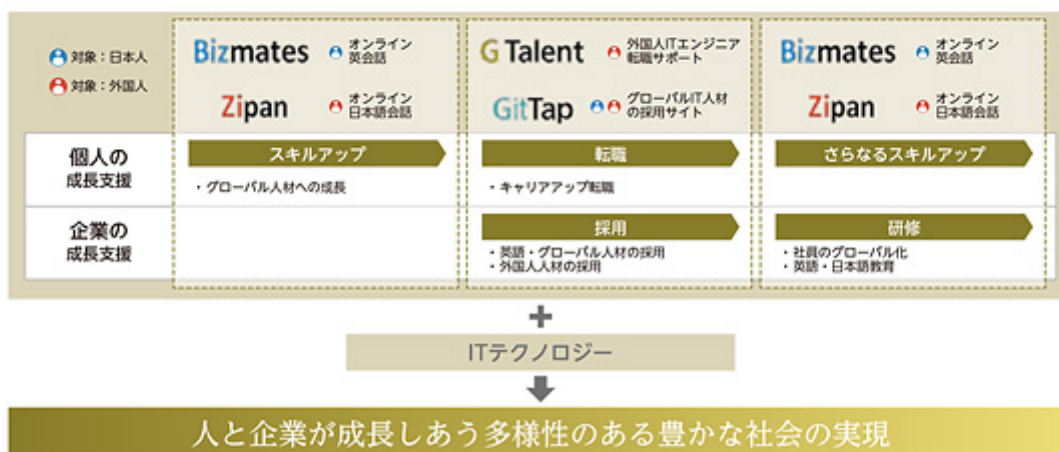 対象：日本人
対象：外国人
Bizmates
オンライン
英会話
Zipan
オンライン
日本語会話
G Talent
外国人ITエンジニア
転職サポート
GitTap
グローバルIT人材
の採用サイト
Bizmates
オンライン
英会話
Zipan
オンライン
日本語会話
個人の
成長支援
スキルアップ
・グローバル人材への成長
転職
・キャリアアップ転職
さらなるスキルアップ
企業の
成長支援
採用
・英語・グローバル人材の採用
・外国人人材の採用
研修
・社員のグローバル化
・英語・日本語教育
+
ITテクノロジー
人と企業が成長しあう多様性のある豊かな社会の実現